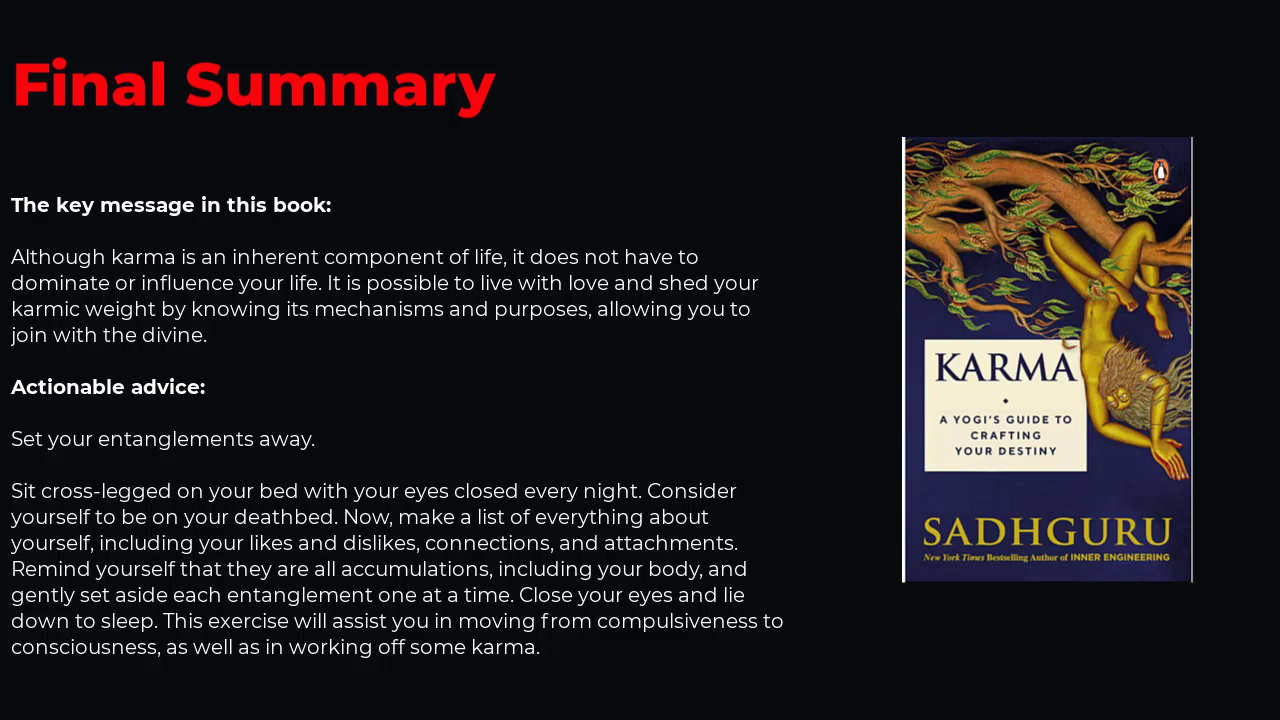 Final Summary
The key message in this book:
Although karma is an inherent component of life, it does not have to
dominate or influence your life. It is possible to live with love and shed your
karmic weight by knowing its mechanisms and purposes, allowing you to
join with the divine.
Actionable advice:
Set your entanglements away.
Sit cross-legged on your bed with your eyes closed every night. Consider
yourself to be on your deathbed. Now, make a list of everything about
yourself, including your likes and dislikes, connections, and attachments.
Remind yourself that they are all accumulations, including your body, and
gently set aside each entanglement one at a time. Close your eyes and lie
down to sleep. This exercise will assist you in moving from compulsiveness to
consciousness, as well as in working off some karma.
KARMA
A YOGI'S GUIDE TO
CRAFTING
YOUR DESTINY
SADHGURU
New York Times Bestselling Author of INNER ENGINEERING